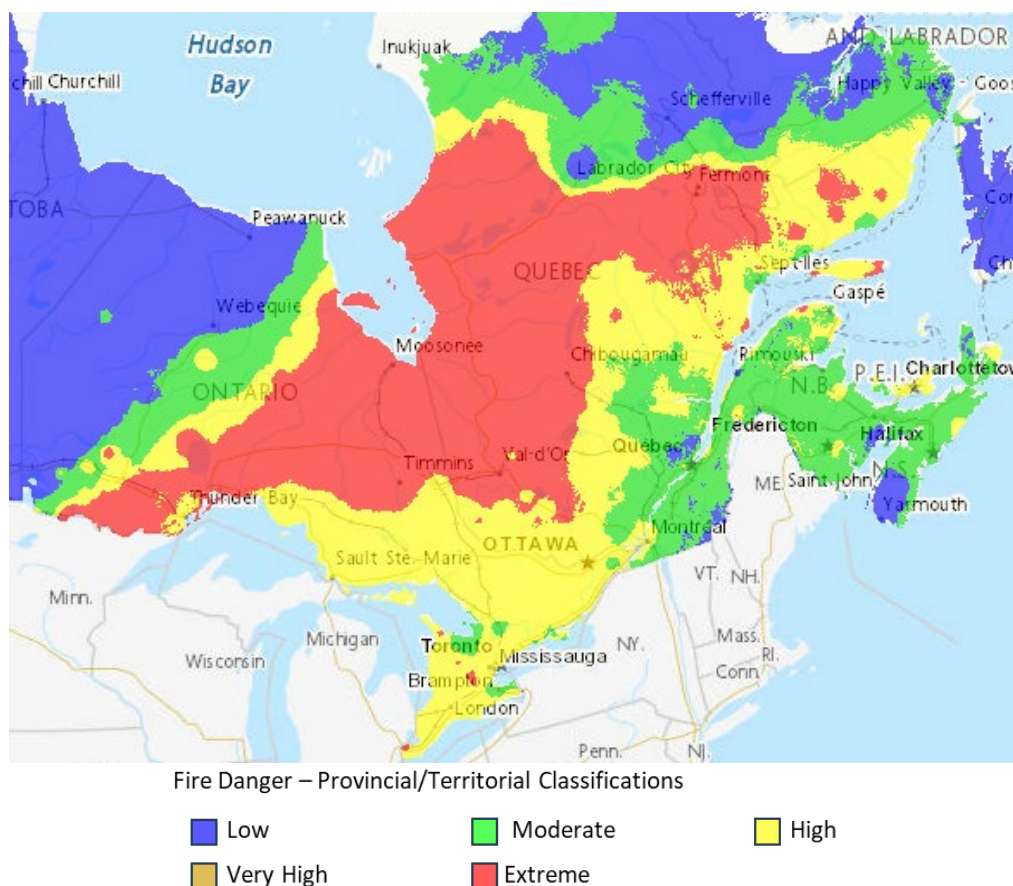 AND LABRADOR
Hudson
Bay
Inukjuak
chill Churchill
Schefferville
Happy Valley
Goos
Labrador City
Fermont
TOBA
Peawanuck
Cor
QUEBEC
Sept-Îles
Ch
Gaspé
Webequie
Moosonee
Chibougamau
Rimouski
ONTARIO
N.B.
P.E.I.
Charlottetow
Fredericton
Québec
Halifax
Timmins
Val-d'Or
ME.
Saint John
N.S.
Thunder Bay
Yarmouth
Montréal
OTTAWA
Sault Ste. Marie
VT.
NH.
Minn.
Michigan
Toronto
Mississauga
NY.
Mass.
RI.
Wisconsin
Brampton
Conn.
London
Penn.
NJ.
Fire Danger – Provincial/Territorial Classifications
Low
Moderate
High
Very High
Extreme